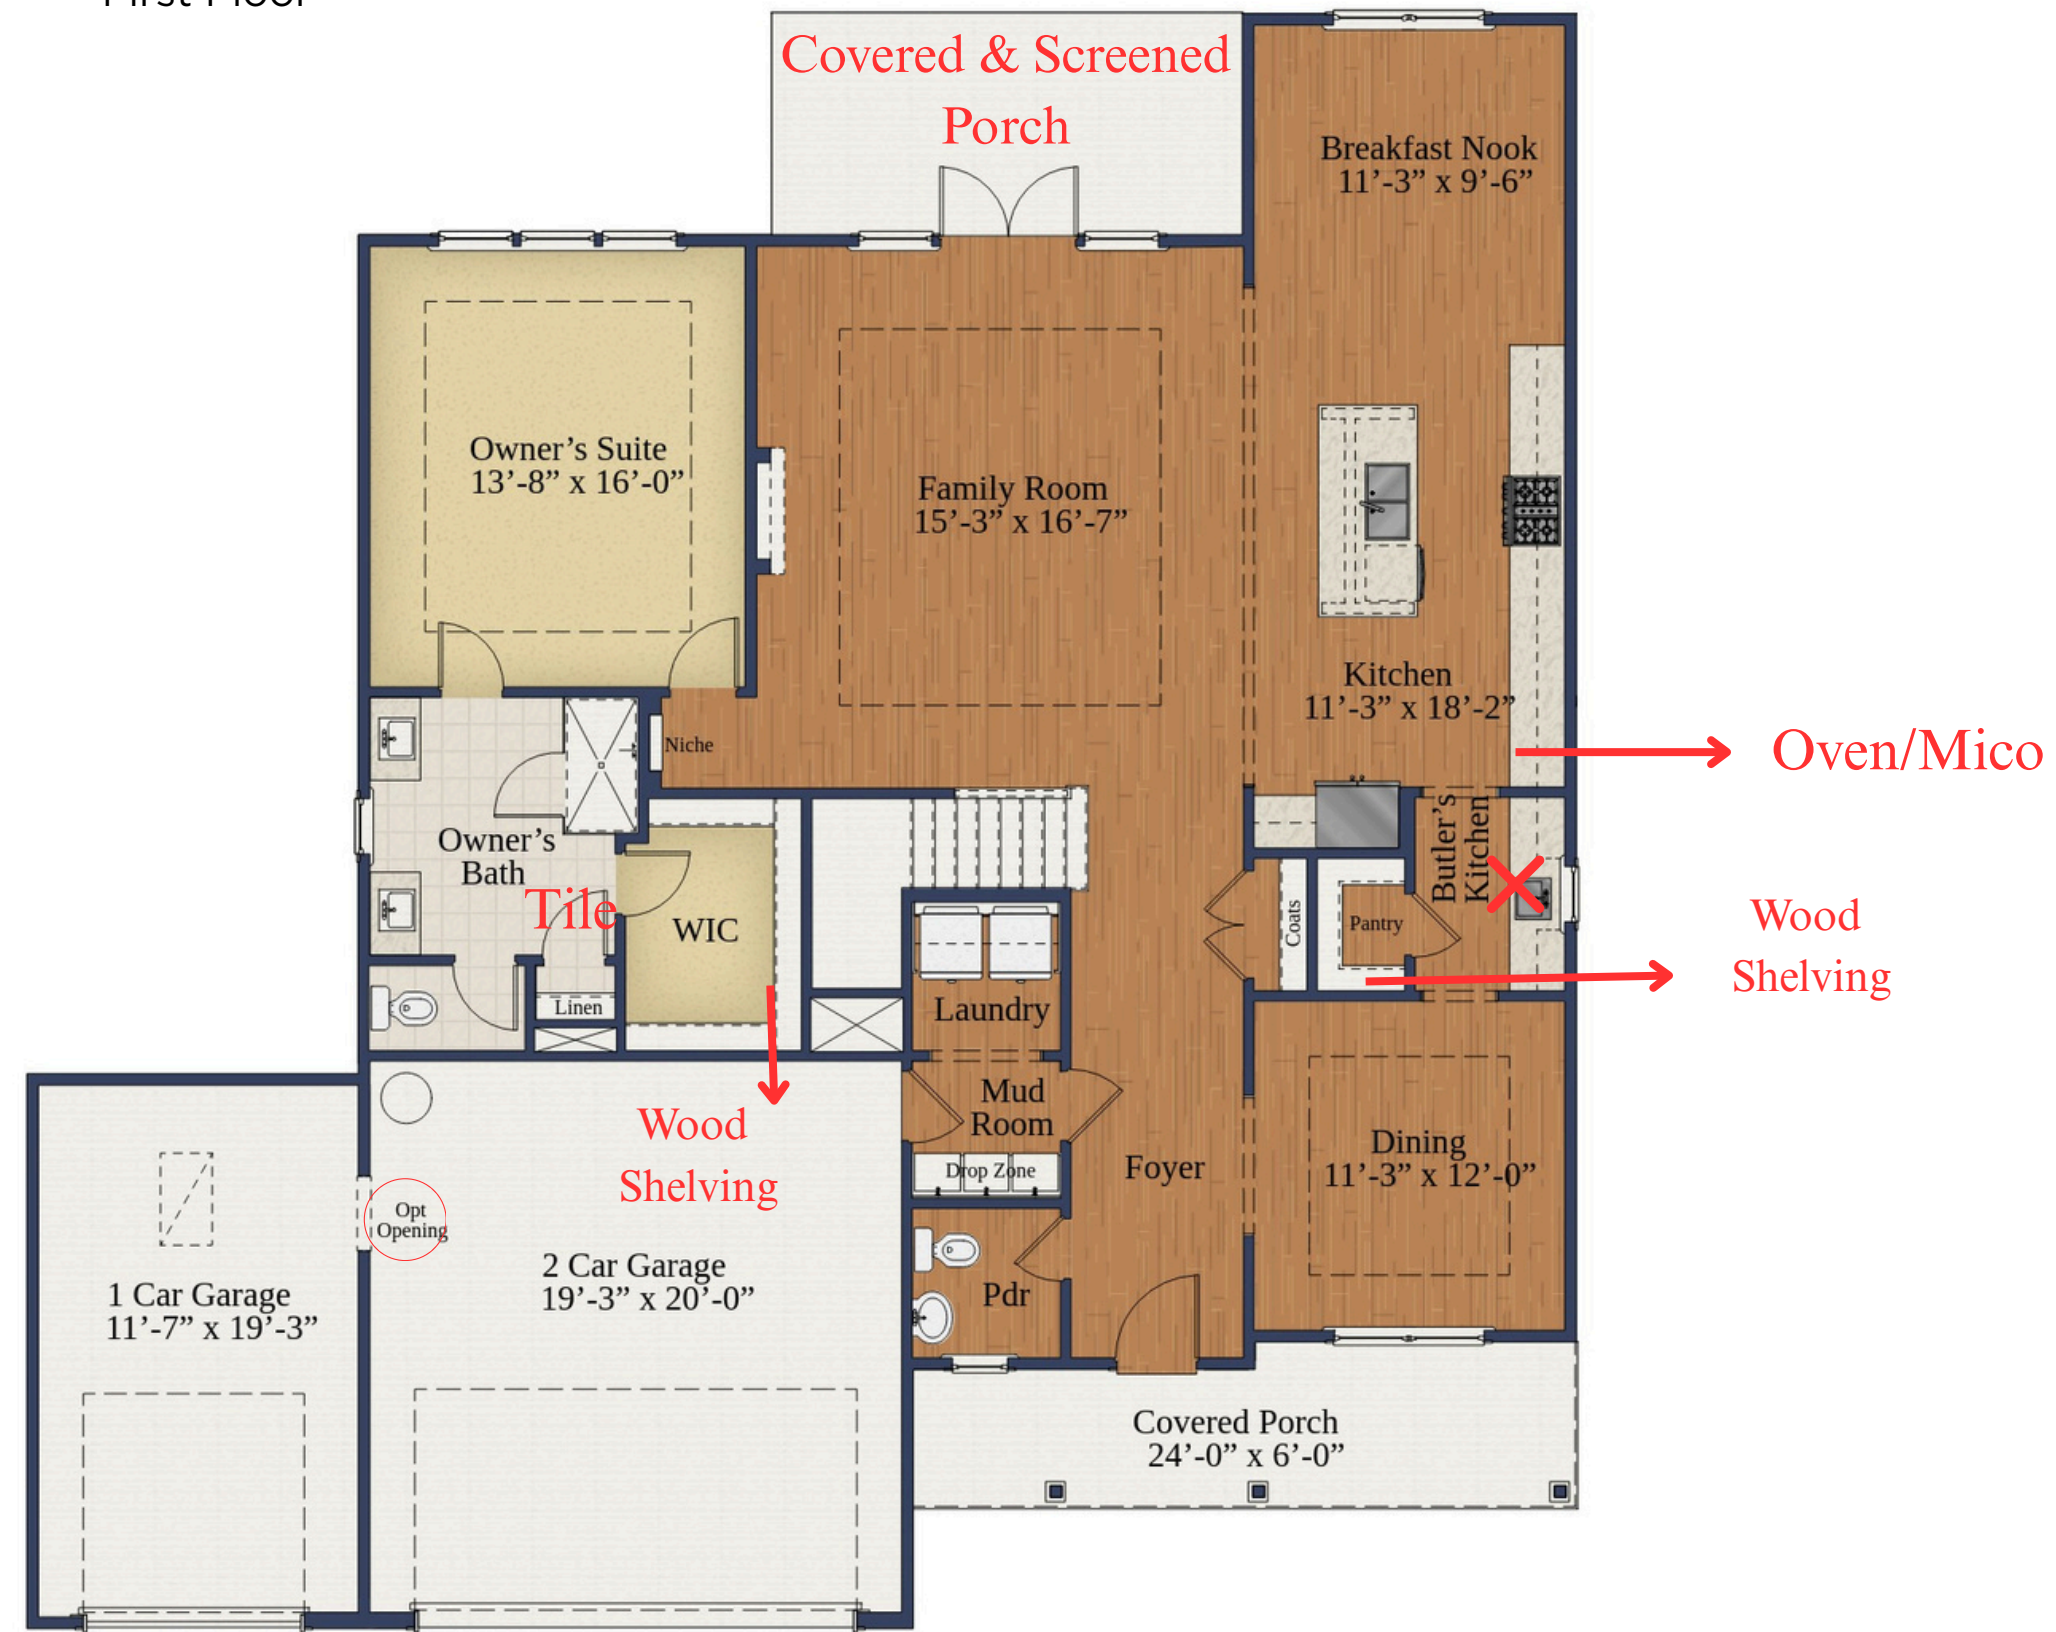 First Floor
Covered & Screened
Porch
Breakfast Nook
11’-3” x 9’-6”
Owner’s Suite
13’-8” x 16’-0”
Family Room
15’-3” x 16’-7”
Kitchen
11’-3” x 18’-2”
Niche
Oven/Mico
Butler’s
Kitchen
Owner’s
Bath
Tile
WIC
Coats
Pantry
Wood
Shelving
Linen
Laundry
Mud
Room
Drop Zone
Wood
Shelving
Foyer
Dining
11’-3” x 12’-0”
Opt
Opening
1 Car Garage
11’-7” x 19’-3”
2 Car Garage
19’-3” x 20’-0”
Pdr
Covered Porch
24’-0” x 6’-0”